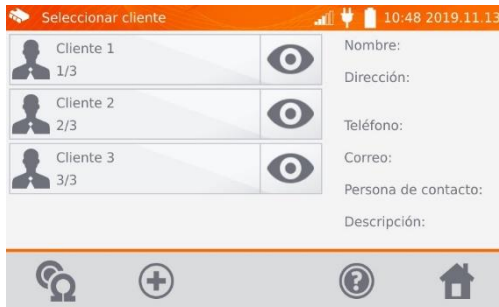 Seleccionar cliente
10:48 2019.11.13
Cliente 1
1/3
Cliente 2
2/3
Cliente 3
3/3
Nombre:
Dirección:
Teléfono:
Correo:
Persona de contacto:
Descripción: